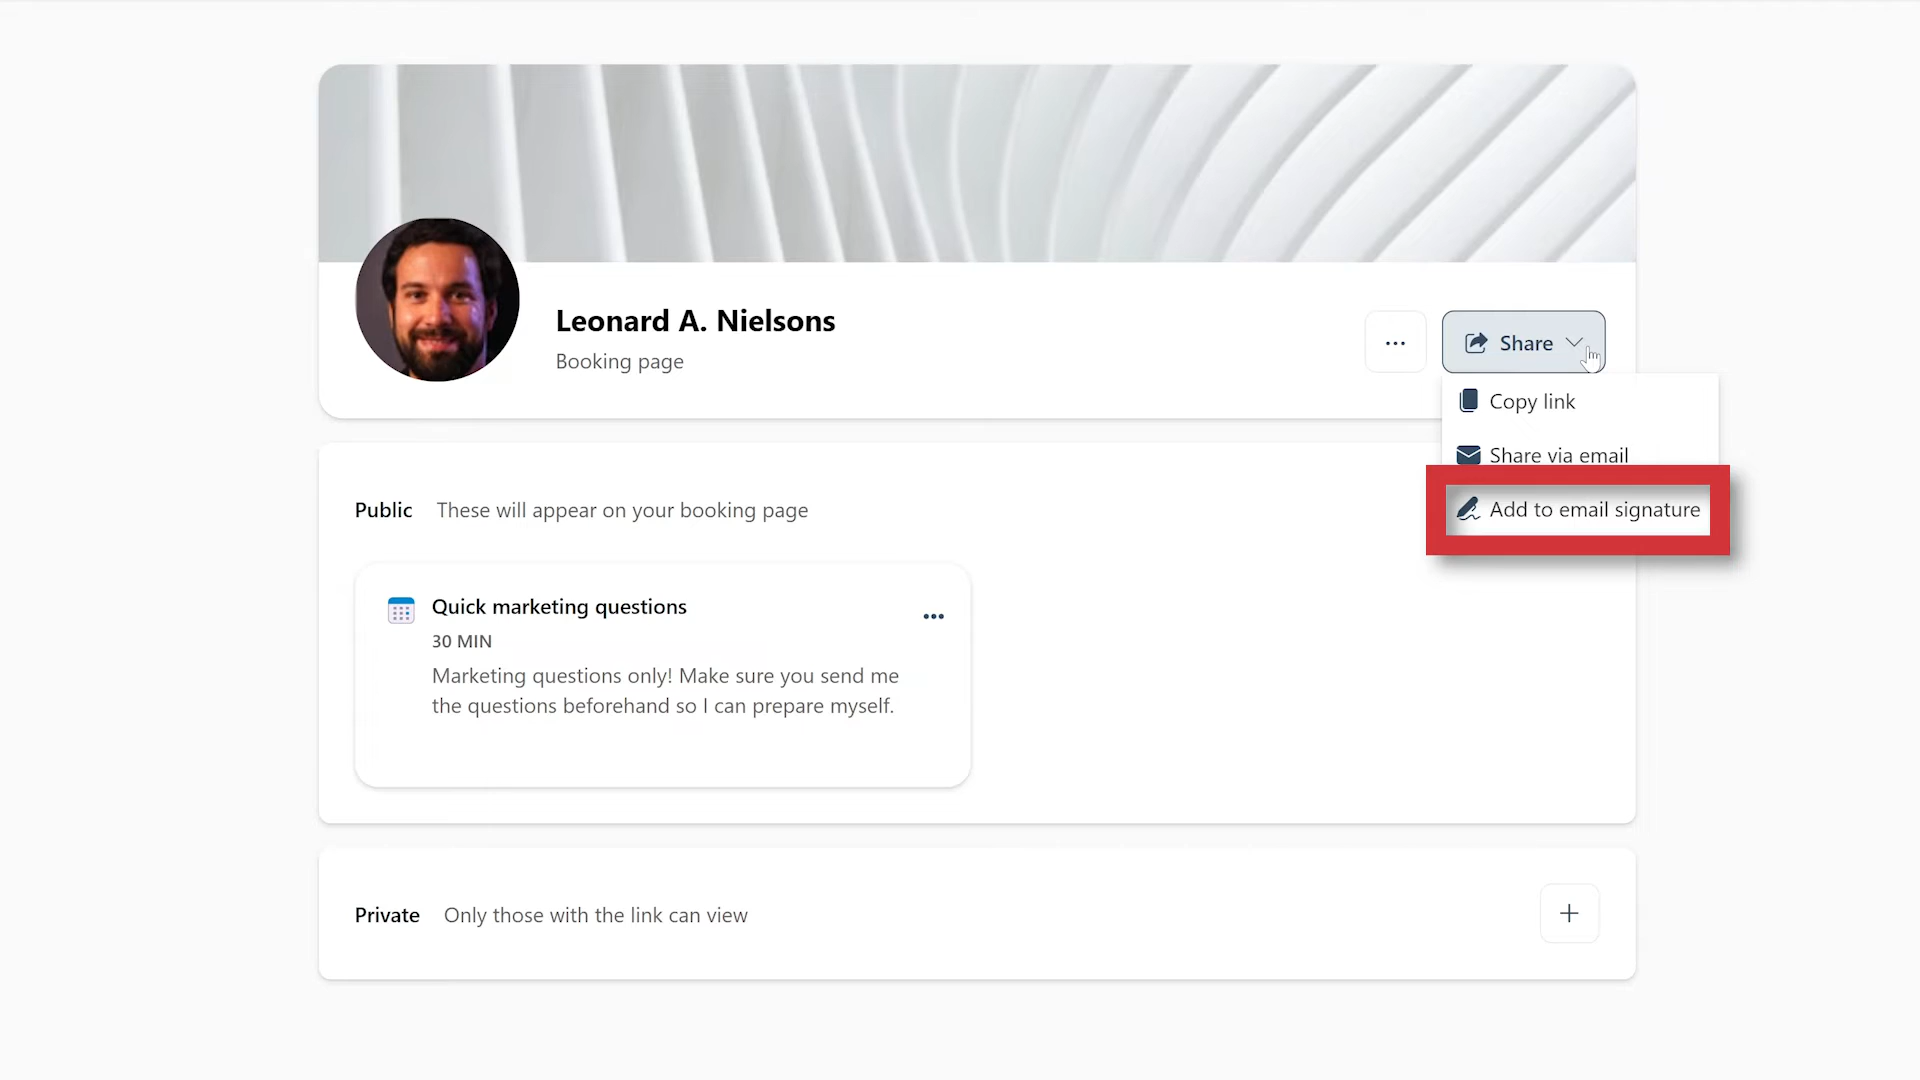 Leonard A. Nielsons
Booking page
Share
Copy link
Share via email
Add to email signature
Public These will appear on your booking page
Quick marketing questions
30 MIN
Marketing questions only! Make sure you send me
the questions beforehand so I can prepare myself.
Private Only those with the link can view